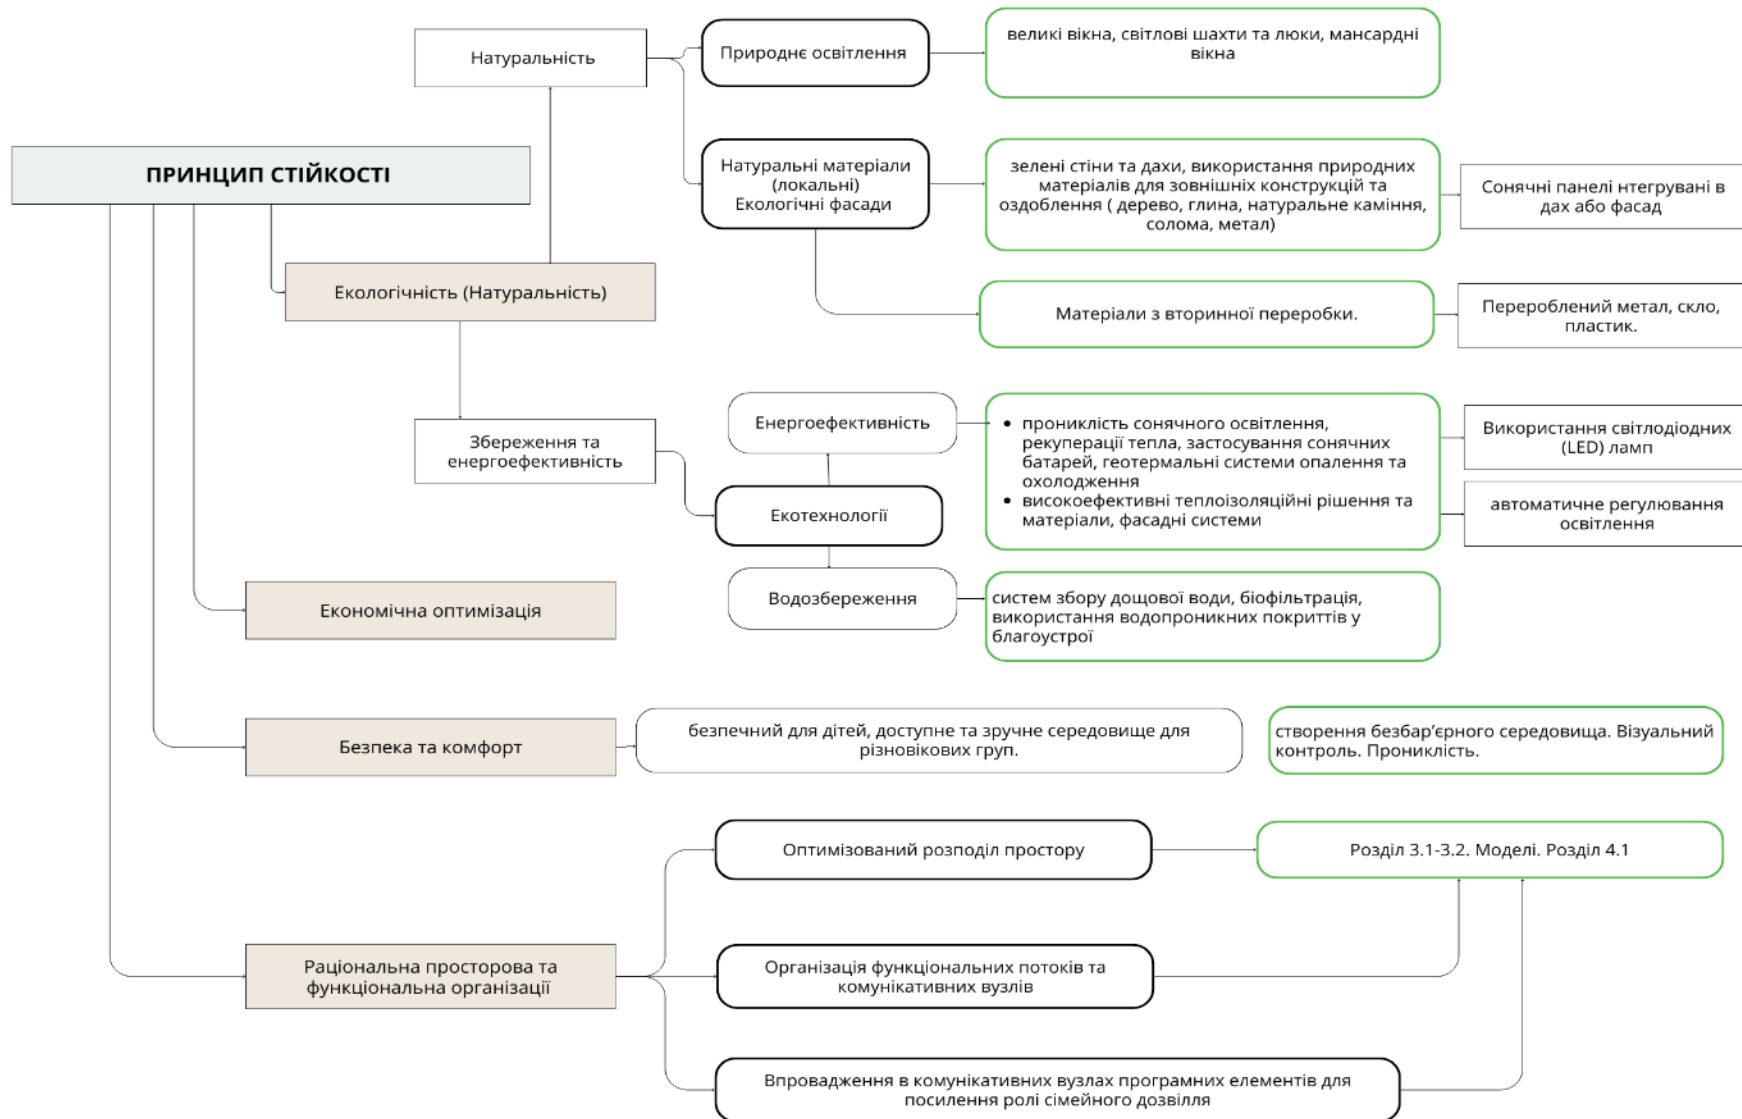 Натуральність
Природнє освітлення
великі вікна, світлові шахти та люки, мансардні
вікна
ПРИНЦИП СТІЙКОСТІ
Натуральні матеріали
(локальні)
Екологічні фасади
зелені стіни та дахи, використання природних
матеріалів для зовнішніх конструкцій та
оздоблення ( дерево, глина, натуральне каміння,
солома, метал)
Сонячні панелі нтегрувані в
дах або фасад
Екологічність (Натуральність)
Матеріали з вторинної переробки.
Перероблений метал, скло,
пластик.
Збереження та
енергоефективність
Енергоефективність
• прониклість сонячного освітлення,
рекуперації тепла, застосування сонячних
батарей, геотермальні системи опалення та
охолодження
• високоефективні теплоізоляційні рішення та
матеріали, фасадні системи
Використання світлодіодних
(LED) ламп
Екотехнології
автоматичне регулювання
освітлення
Економічна оптимізація
Водозбереження
систем збору дощової води, біофільтрація,
використання водопроникних покриттів у
благоустрої
Безпека та комфорт
безпечний для дітей, доступне та зручне середовище для
різновікових груп.
створення безбар’єрного середовища. Візуальний
контроль. Прониклість.
Оптимізований розподіл простору
Розділ 3.1-3.2. Моделі. Розділ 4.1
Раціональна просторова та
функціональна організації
Організація функціональних потоків та
комунікативних вузлів
Впровадження в комунікативних вузлах програмних елементів для
посилення ролі сімейного дозвілля